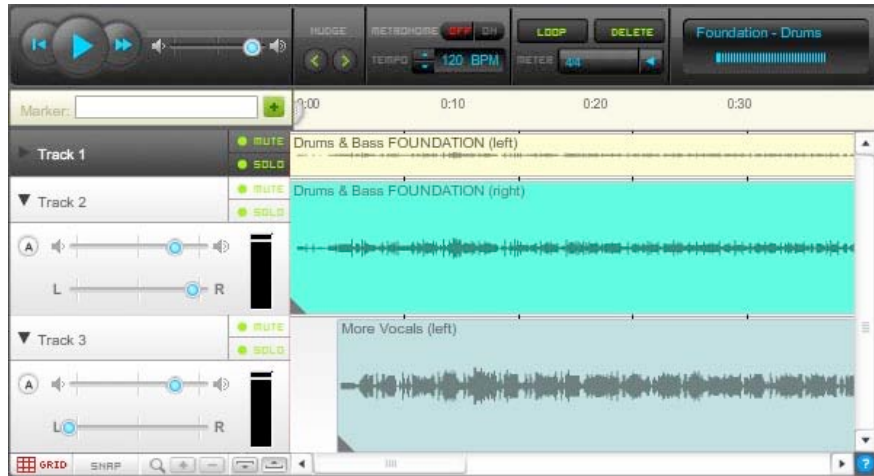 NUDGE
METRONOME OFF ON
TEMPO 120 BPM
LOOP DELETE
METER 4/4
Foundation - Drums
Marker:
0:00 0:10 0:20 0:30
Track 1
MUTE
SOLO
Drums & Bass FOUNDATION (left)
Track 2
MUTE
SOLO
Drums & Bass FOUNDATION (right)
A
L R
Track 3
MUTE
SOLO
More Vocals (left)
A
L R
GRID SNAP
?